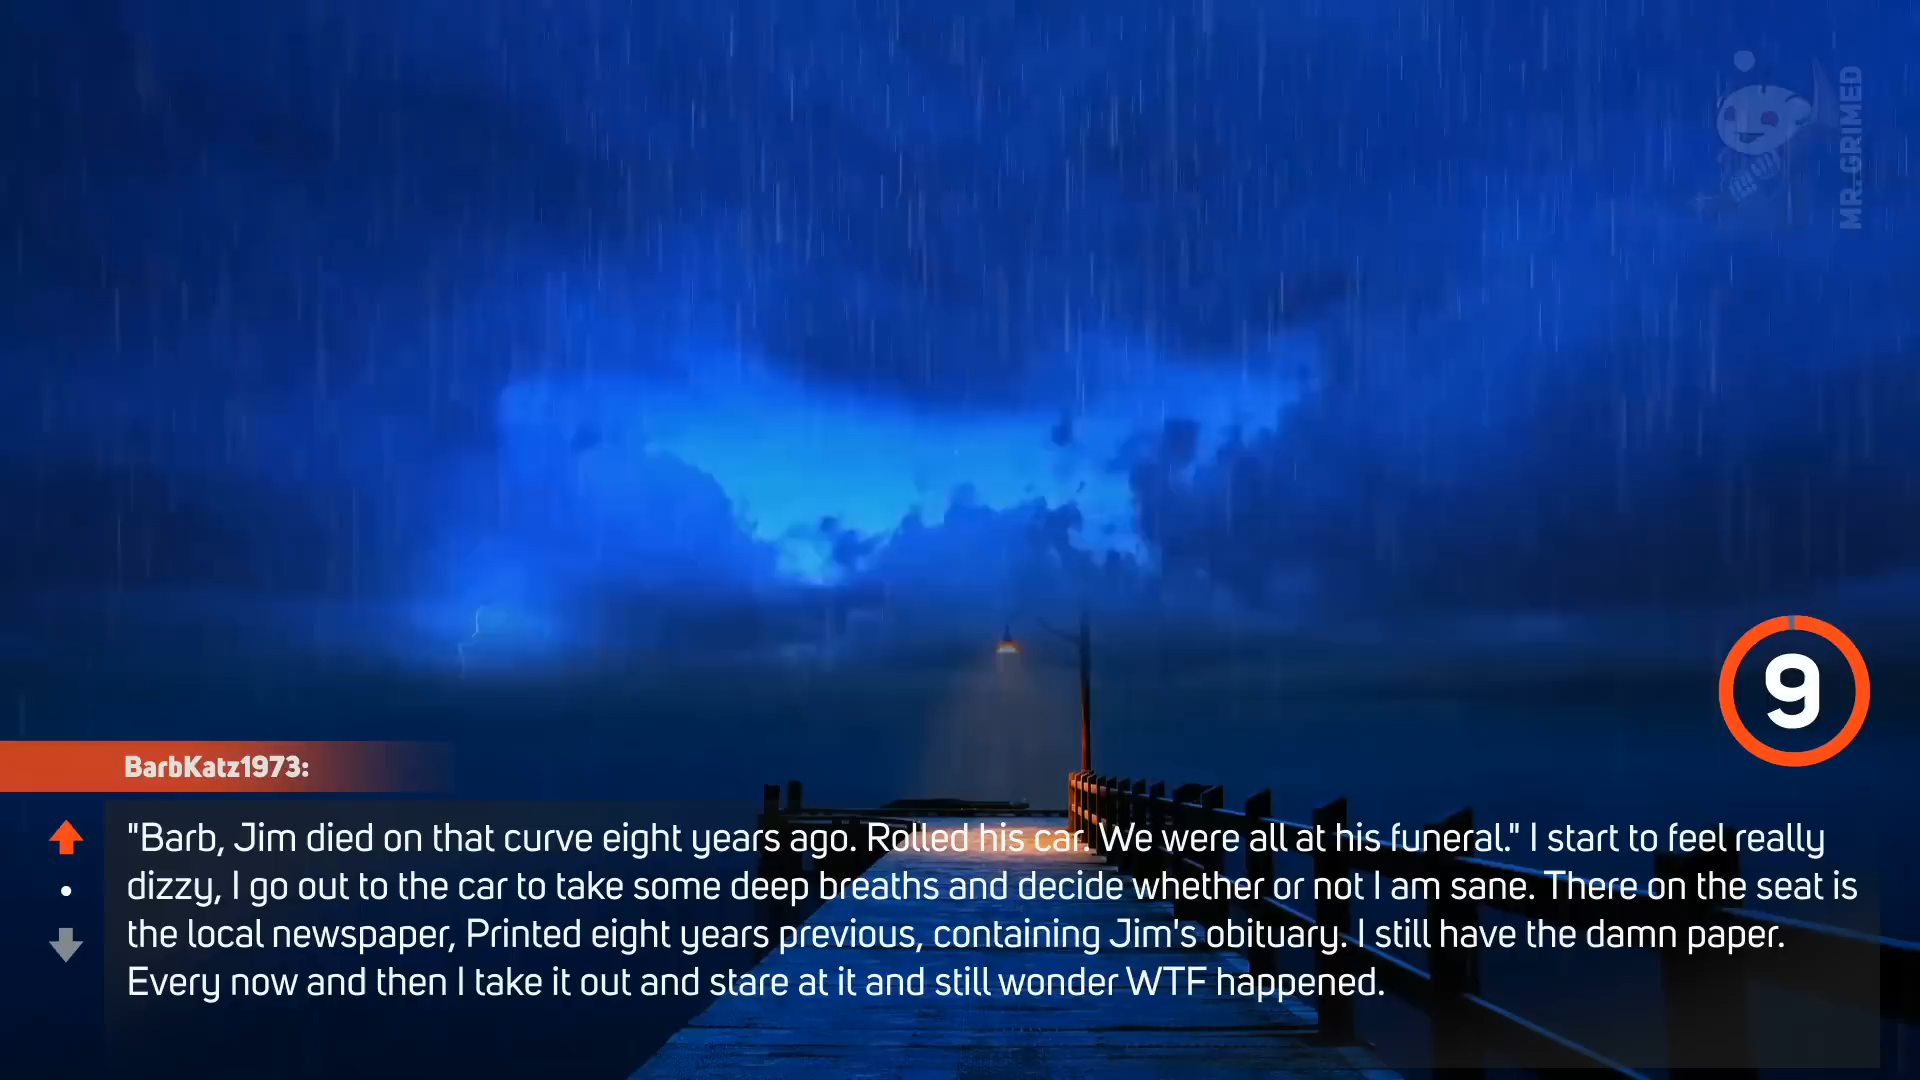 MR.GRIMED
9
BarbKatz1973:
"Barb, Jim died on that curve eight years ago. Rolled his car. We were all at his funeral." I start to feel really
dizzy, I go out to the car to take some deep breaths and decide whether or not I am sane. There on the seat is
the local newspaper, Printed eight years previous, containing Jim's obituary. I still have the damn paper.
Every now and then I take it out and stare at it and still wonder WTF happened.